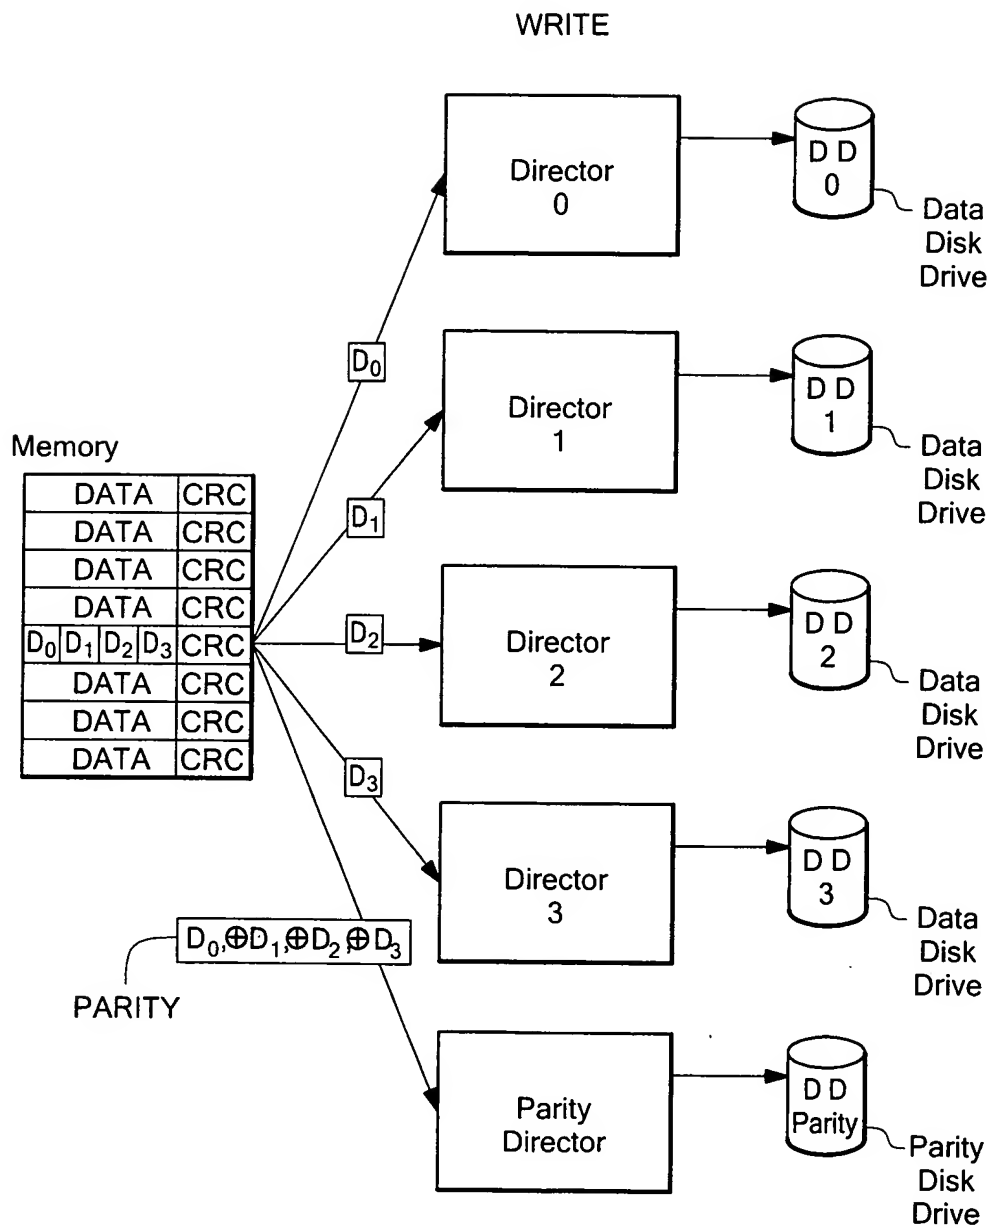 WRITE
Director
0
D D
0
Data
Disk
Drive
D₀
Director
1
D D
1
Data
Disk
Drive
Memory
DATA CRC
DATA CRC
DATA CRC
DATA CRC
D₀ D₁ D₂ D₃ CRC
DATA CRC
DATA CRC
DATA CRC
D₁
D₂
Director
2
D D
2
Data
Disk
Drive
D₃
Director
3
D D
3
Data
Disk
Drive
D₀,⊕D₁,⊕D₂,⊕D₃
PARITY
Parity
Director
D D
Parity
Parity
Disk
Drive